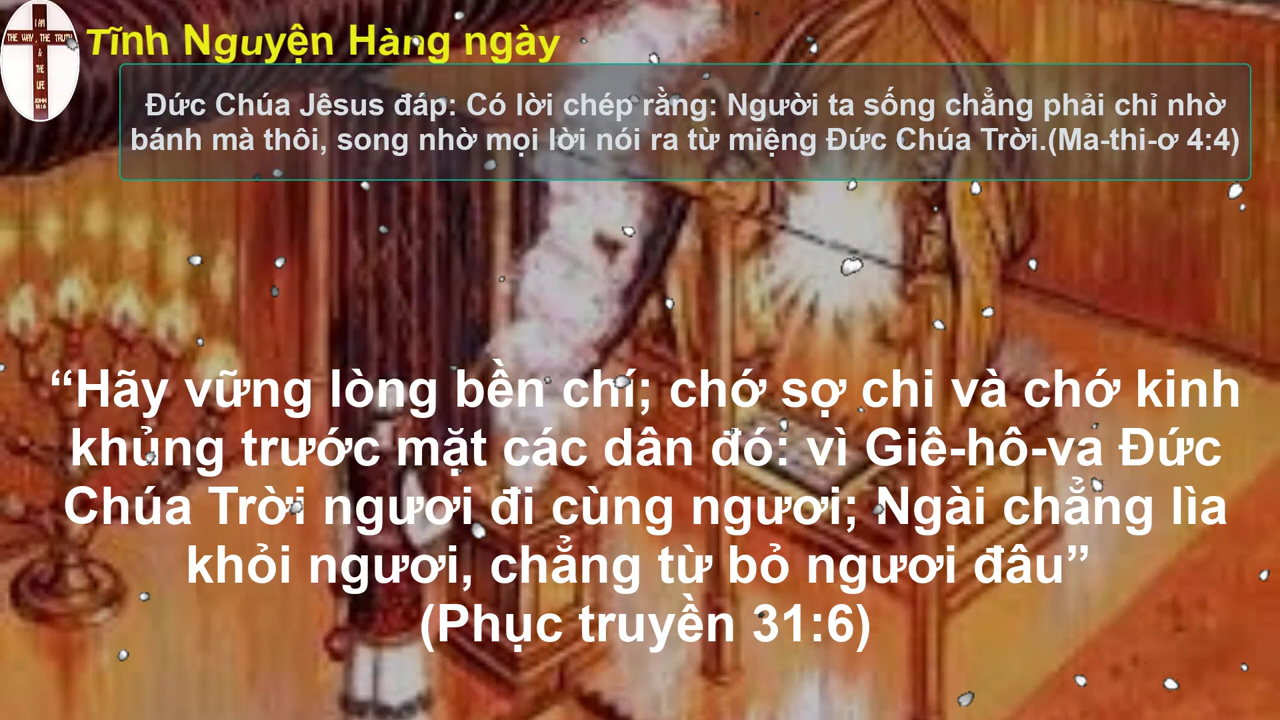 I AM
THE WAY, THE TRUTH
&
THE
LIFE
JOHN
14:6
Tĩnh Nguyện Hàng ngày
Đức Chúa Jêsus đáp: Có lời chép rằng: Người ta sống chẳng phải chỉ nhờ
bánh mà thôi, song nhờ mọi lời nói ra từ miệng Đức Chúa Trời.(Ma-thi-ơ 4:4)
“Hãy vững lòng bền chí; chớ sợ chi và chớ kinh
khủng trước mặt các dân đó: vì Giê-hô-va Đức
Chúa Trời ngươi đi cùng ngươi; Ngài chẳng lìa
khỏi ngươi, chẳng từ bỏ ngươi đâu”
(Phục truyền 31:6)